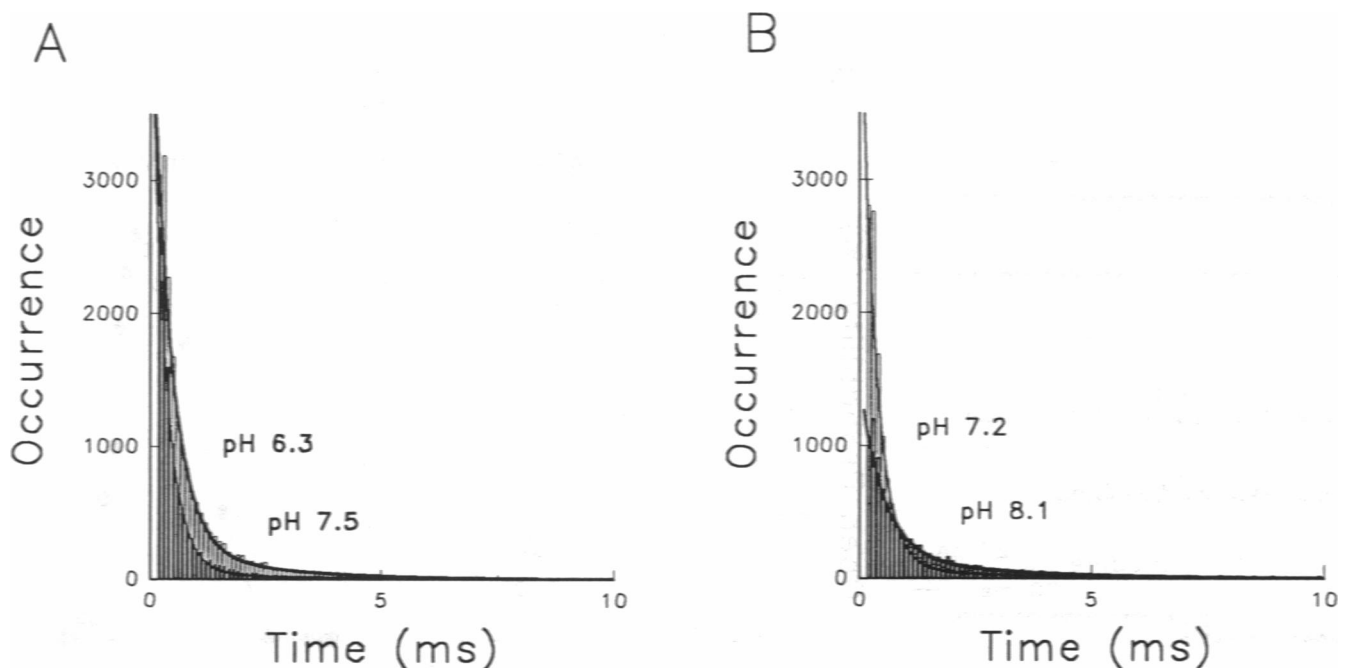 A
Occurrence
3000
2000
1000
0
pH 6.3
pH 7.5
0 5 10
Time (ms)
B
Occurrence
3000
2000
1000
0
pH 7.2
pH 8.1
0 5 10
Time (ms)